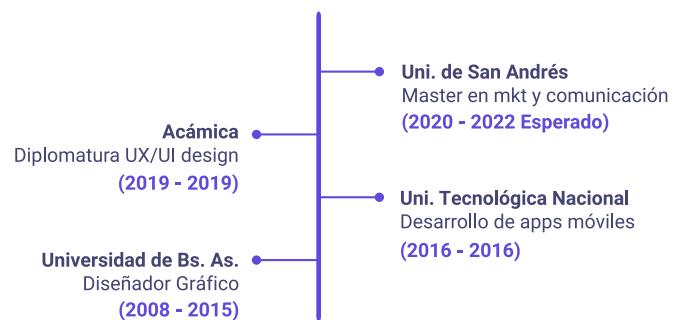 Uni. de San Andrés
Master en mkt y comunicación
(2020 - 2022 Esperado)
Acámica
Diplomatura UX/UI design
(2019 - 2019)
Uni. Tecnológica Nacional
Desarrollo de apps móviles
(2016 - 2016)
Universidad de Bs. As.
Diseñador Gráfico
(2008 - 2015)